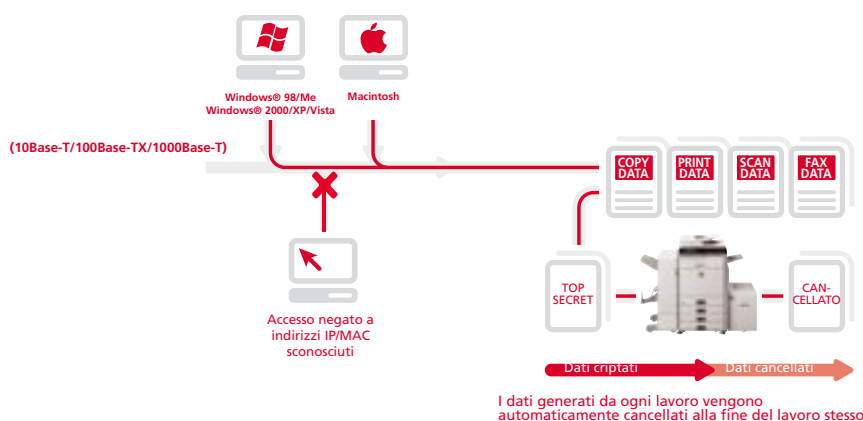 Windows® 98/Me
Windows® 2000/XP/Vista
Macintosh
(10Base-T/100Base-TX/1000Base-T)
COPY
DATA
PRINT
DATA
SCAN
DATA
FAX
DATA
Accesso negato a
indirizzi IP/MAC
sconosciuti
TOP
SECRET
CAN-
CELLATO
Dati criptati
Dati cancellati
I dati generati da ogni lavoro vengono
automaticamente cancellati alla fine del lavoro stesso